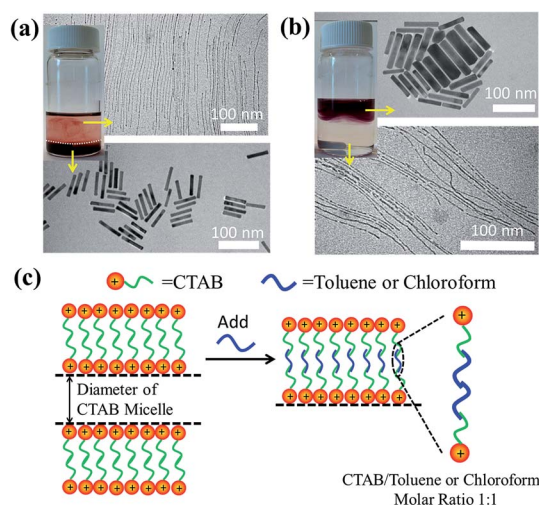 (a)
100 nm
100 nm
(b)
100 nm
100 nm
(c)
+ =CTAB =Toluene or Chloroform
Add
Diameter of
CTAB Micelle
CTAB/Toluene or Chloroform
Molar Ratio 1:1